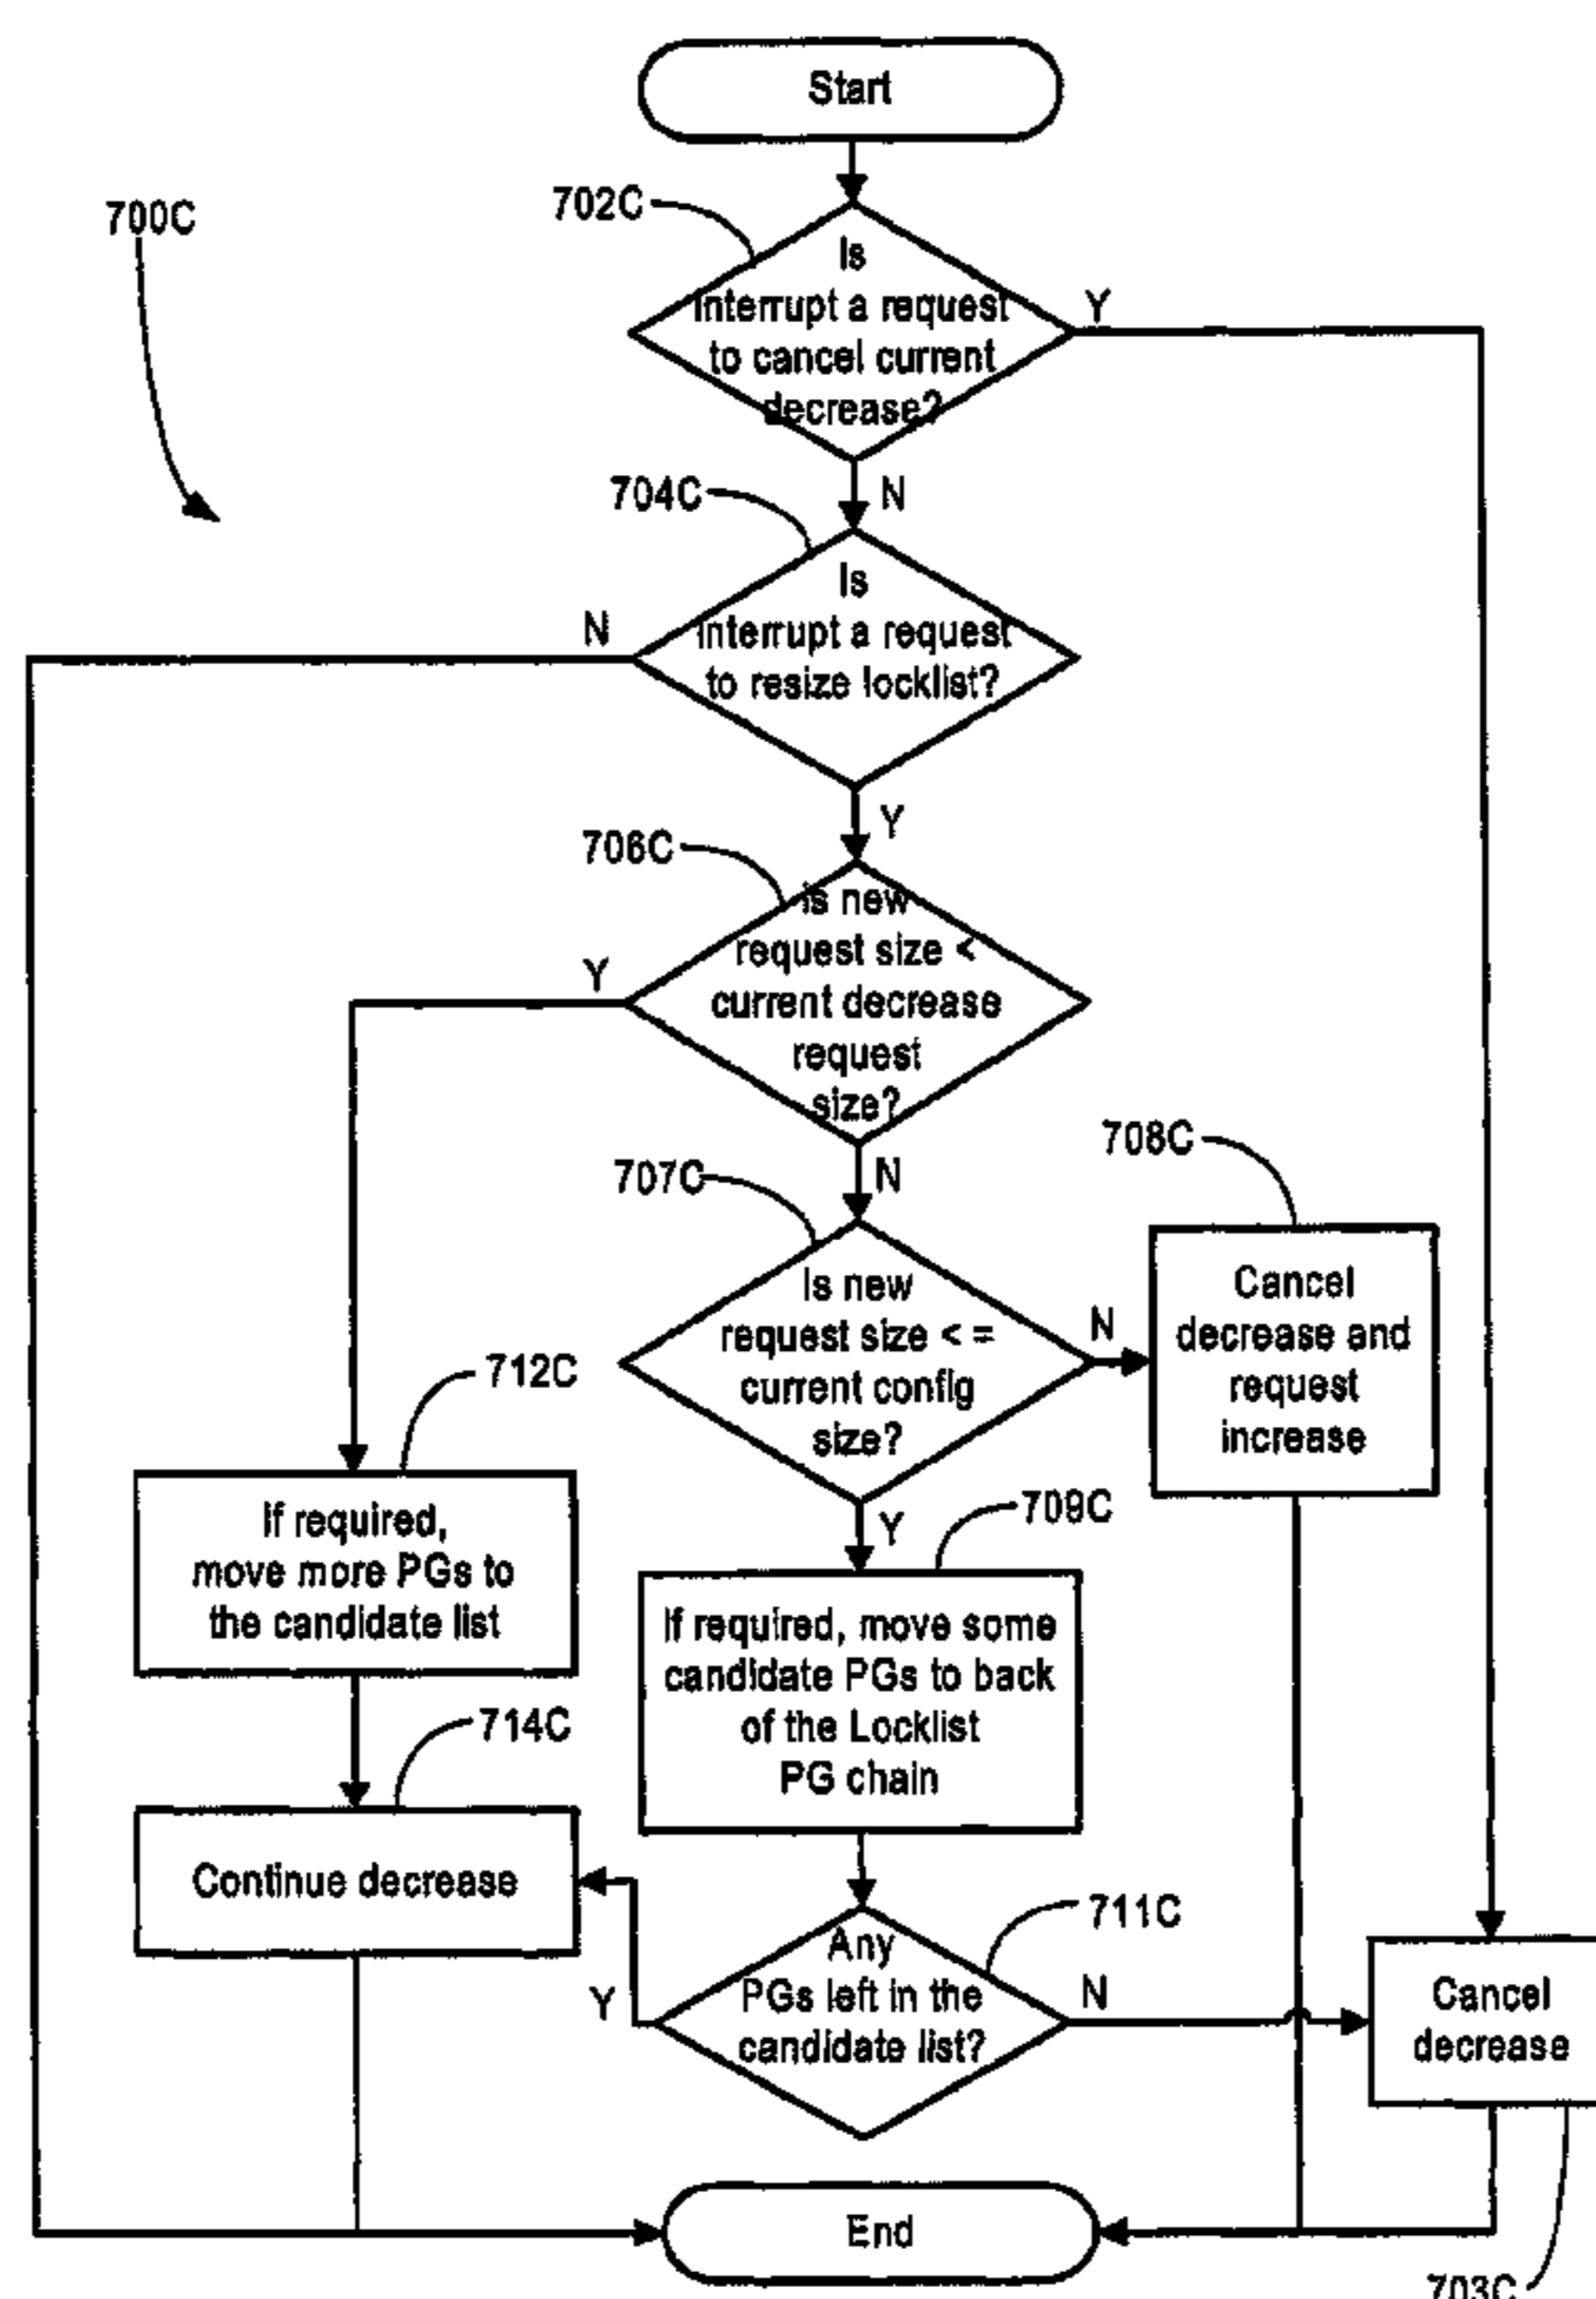 Start
700C
702C
Is
interrupt a request
to cancel current
decrease?
Y
N
704C
Is
interrupt a request
to resize locklist?
N
Y
706C
is new
request size <
current decrease
request
size?
Y
N
707C
Is new
request size < =
current config
size?
N
708C
Cancel
decrease and
request
increase
Y
712C
If required,
move more PGs to
the candidate list
709C
If required, move some
candidate PGs to back
of the Locklist
PG chain
714C
Continue decrease
711C
Any
PGs left in the
candidate list?
Y
N
Cancel
decrease
703C
End